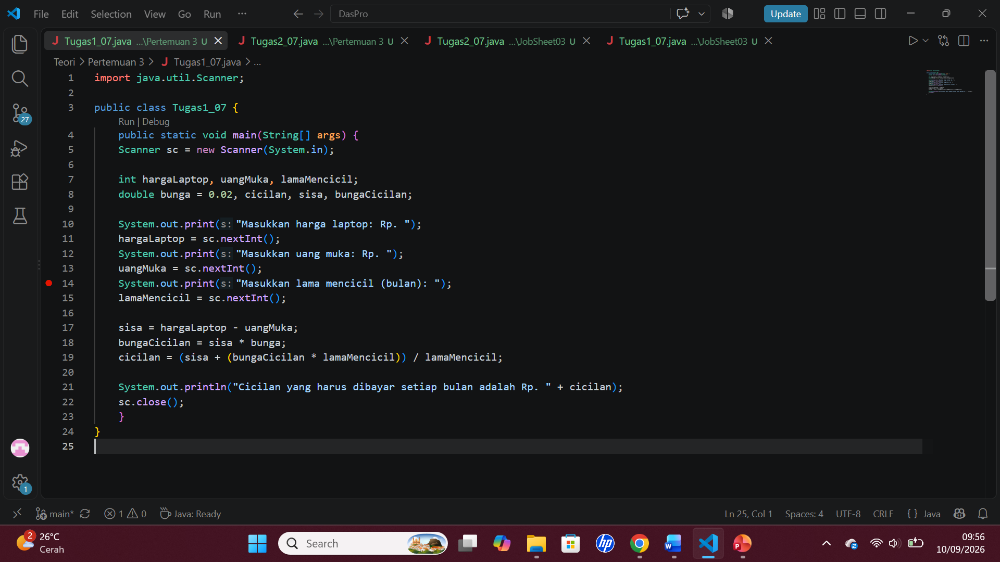 File Edit Selection View Go Run ··· DasPro Update
Tugas1_07.java ...\Pertemuan 3 U Tugas2_07.java ...\Pertemuan 3 U Tugas2_07.java ...\JobSheet03 U Tugas1_07.java ...\JobSheet03 U
Teori > Pertemuan 3 > J Tugas1_07.java > ...
1 import java.util.Scanner;
2
3 public class Tugas1_07 {
Run | Debug
4 public static void main(String[] args) {
5 Scanner sc = new Scanner(System.in);
6
7 int hargaLaptop, uangMuka, lamaMencicil;
8 double bunga = 0.02, cicilan, sisa, bungaCicilan;
9
10 System.out.print(s: "Masukkan harga laptop: Rp. ");
11 hargaLaptop = sc.nextInt();
12 System.out.print(s: "Masukkan uang muka: Rp. ");
13 uangMuka = sc.nextInt();
14 System.out.print(s: "Masukkan lama mencicil (bulan): ");
15 lamaMencicil = sc.nextInt();
16
17 sisa = hargaLaptop - uangMuka;
18 bungaCicilan = sisa * bunga;
19 cicilan = (sisa + (bungaCicilan * lamaMencicil)) / lamaMencicil;
20
21 System.out.println("Cicilan yang harus dibayar setiap bulan adalah Rp. " + cicilan);
22 sc.close();
23 }
24 }
25
27
1
main* 1 0 Java: Ready Ln 25, Col 1 Spaces: 4 UTF-8 CRLF { } Java
2 26°C
Cerah
Search
hp
W
P
09:56
10/09/2026